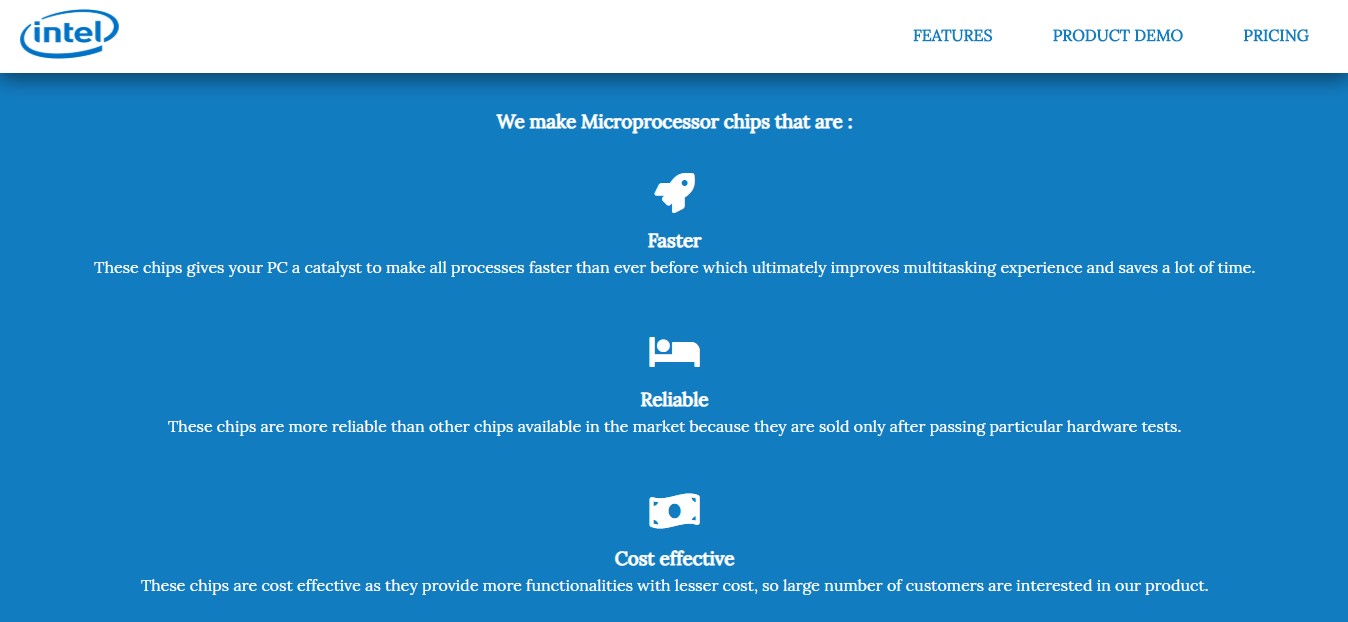 intel
FEATURES PRODUCT DEMO PRICING
We make Microprocessor chips that are :
Faster
These chips gives your PC a catalyst to make all processes faster than ever before which ultimately improves multitasking experience and saves a lot of time.
Reliable
These chips are more reliable than other chips available in the market because they are sold only after passing particular hardware tests.
Cost effective
These chips are cost effective as they provide more functionalities with lesser cost, so large number of customers are interested in our product.